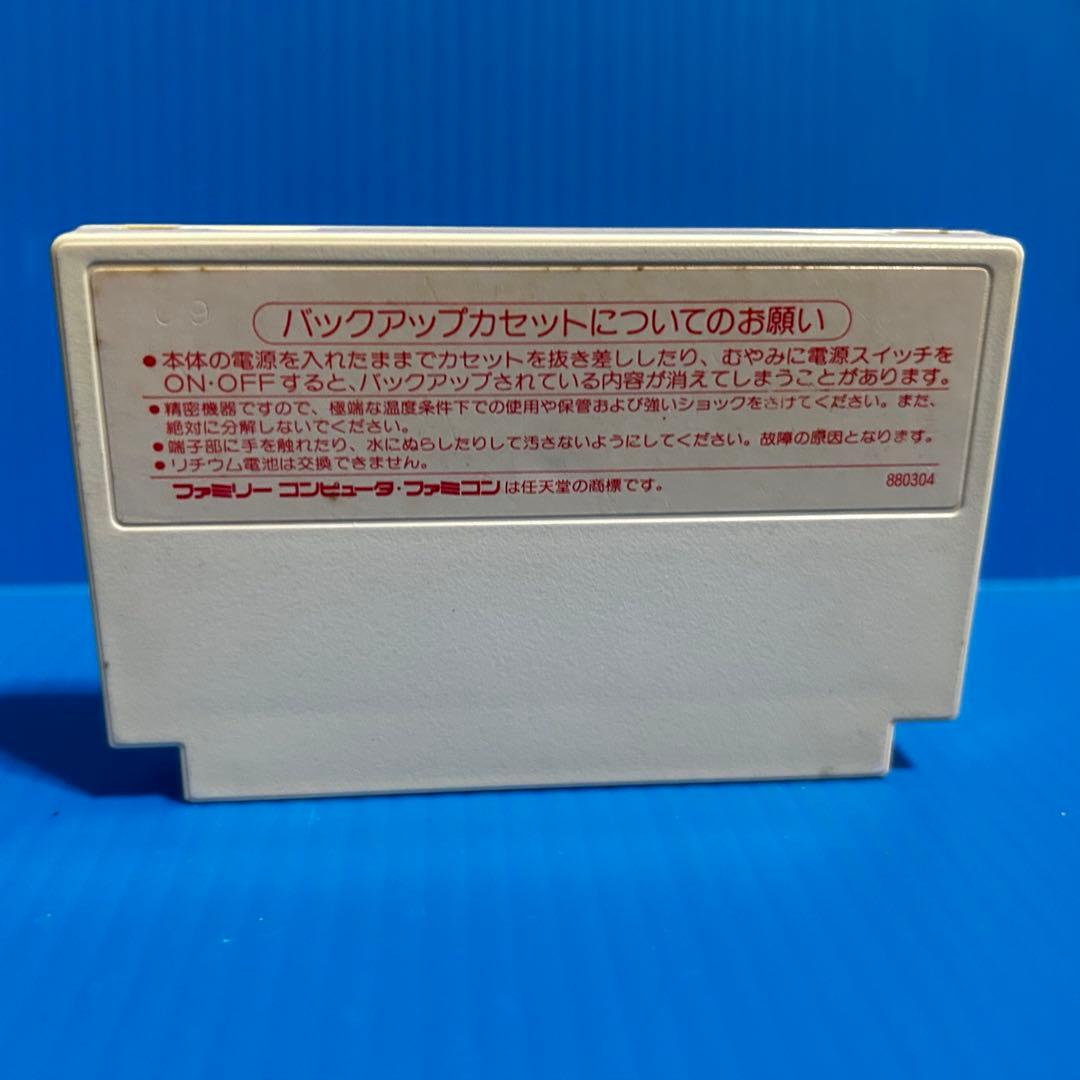 バックアップカセットについてのお願い
●本体の電源を入れたままでカセットを抜き差ししたり、むやみに電源スイッチを
ON・OFFすると、バックアップされている内容が消えてしまうことがあります。
●精密機器ですので、極端な温度条件下での使用や保管および強いショックをさけてください。また、
絶対に分解しないでください。
●端子部に手を触れたり、水にぬらしたりして汚さないようにしてください。故障の原因となります。
●リチウム電池は交換できません。
ファミリーコンピュータ・ファミコンは任天堂の商標です。
880304